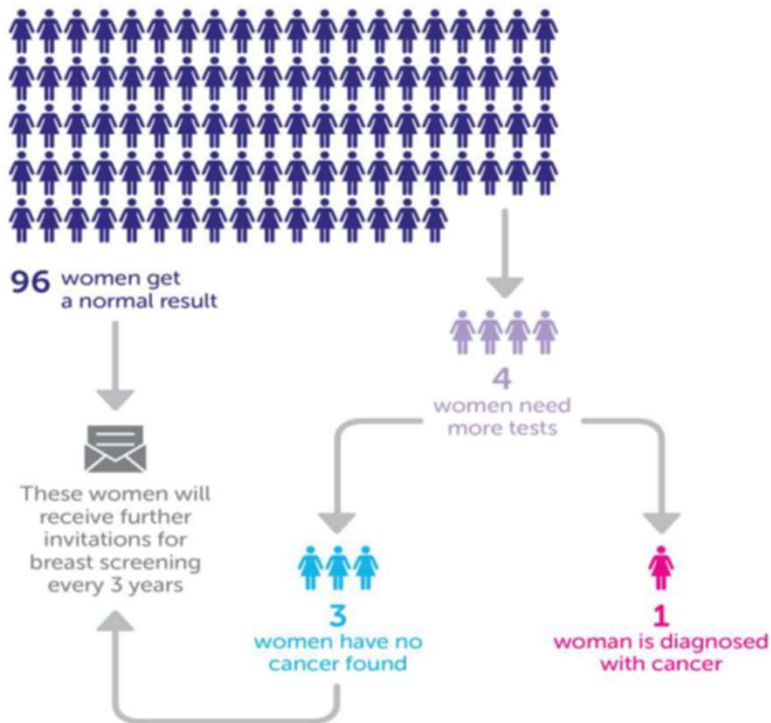 96 women get
a normal result
4
women need
more tests
These women will
receive further
invitations for
breast screening
every 3 years
3
women have no
cancer found
1
woman is diagnosed
with cancer